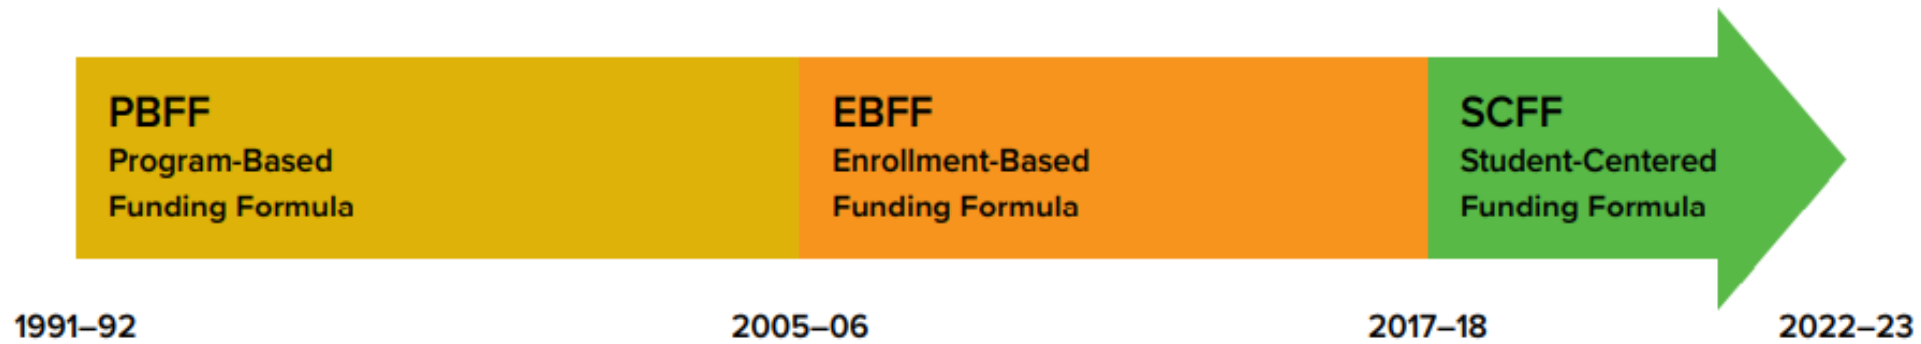 PBFF
Program-Based
Funding Formula
EBFF
Enrollment-Based
Funding Formula
SCFF
Student-Centered
Funding Formula
1991–92
2005–06
2017–18
2022–23